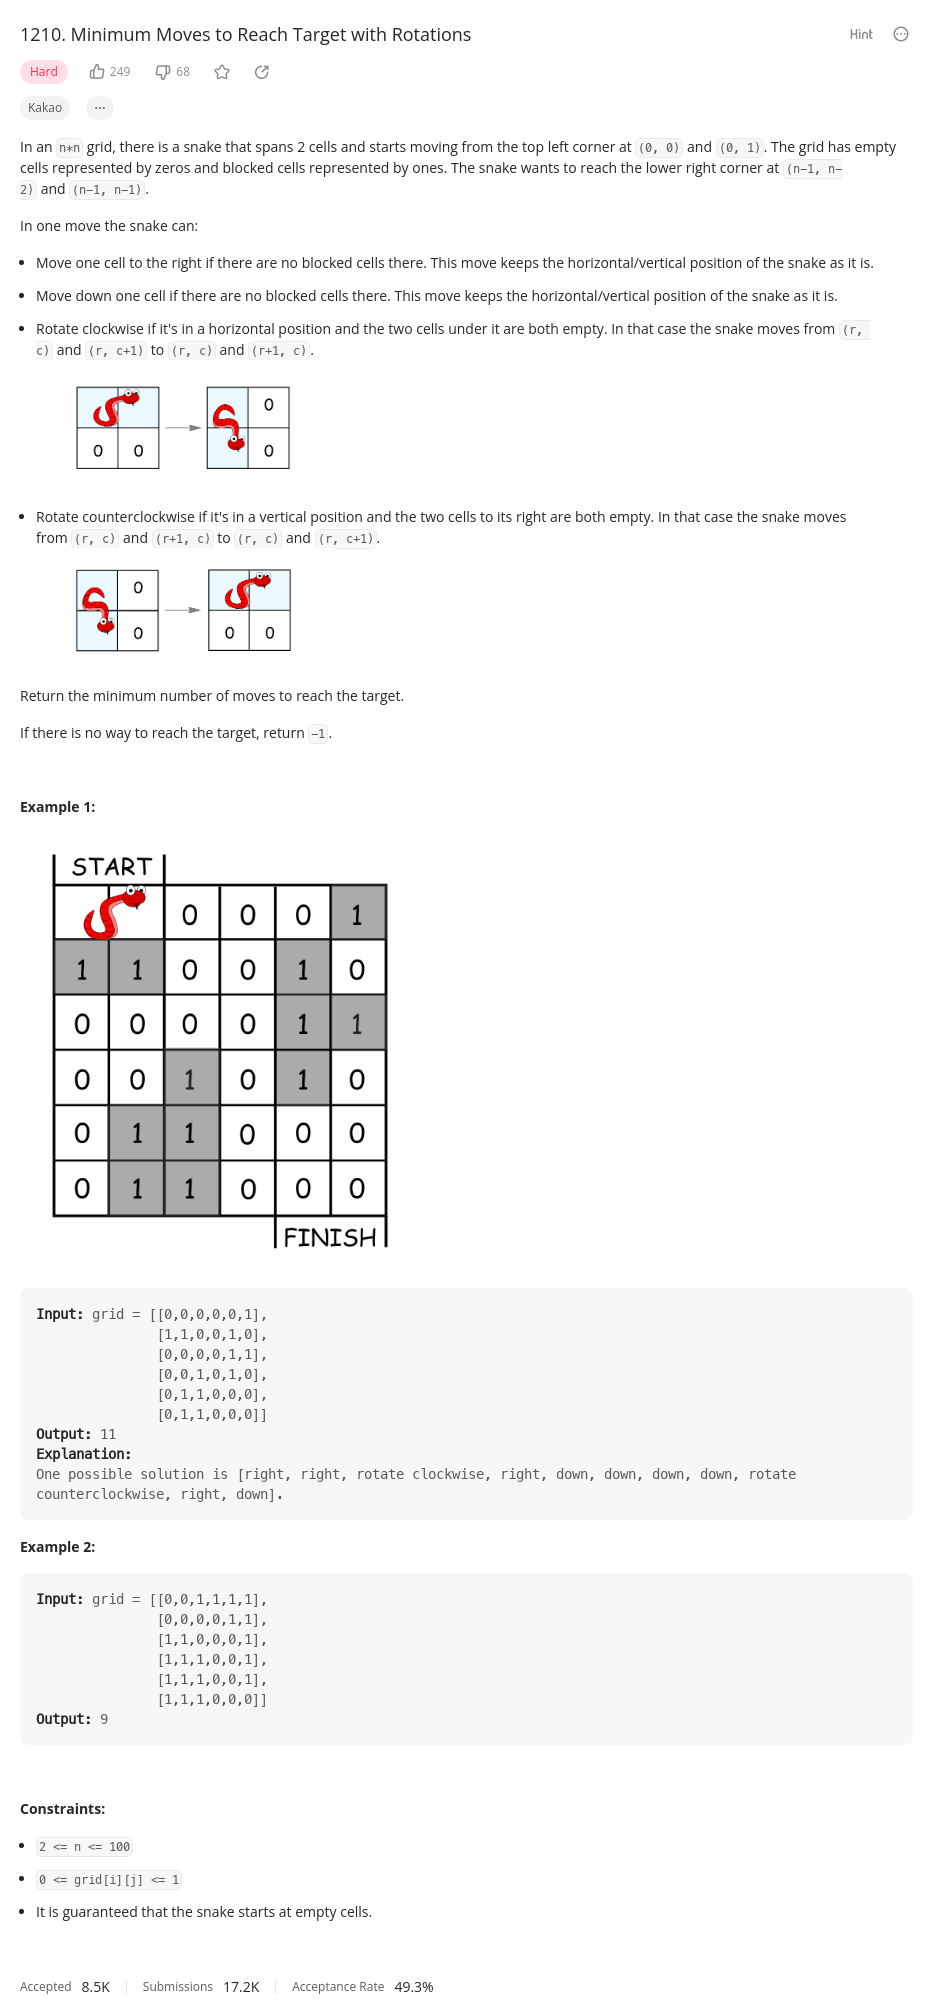 1210. Minimum Moves to Reach Target with Rotations
Hint
Hard 249 68
Kakao ...
In an n*n grid, there is a snake that spans 2 cells and starts moving from the top left corner at (0, 0) and (0, 1). The grid has empty
cells represented by zeros and blocked cells represented by ones. The snake wants to reach the lower right corner at (n-1, n-
2) and (n-1, n-1).
In one move the snake can:
• Move one cell to the right if there are no blocked cells there. This move keeps the horizontal/vertical position of the snake as it is.
• Move down one cell if there are no blocked cells there. This move keeps the horizontal/vertical position of the snake as it is.
• Rotate clockwise if it's in a horizontal position and the two cells under it are both empty. In that case the snake moves from (r,
c) and (r, c+1) to (r, c) and (r+1, c).
0
0 0 0
• Rotate counterclockwise if it's in a vertical position and the two cells to its right are both empty. In that case the snake moves
from (r, c) and (r+1, c) to (r, c) and (r, c+1).
0
0 0 0
Return the minimum number of moves to reach the target.
If there is no way to reach the target, return -1.
Example 1:
START
0 0 0 1
1 1 0 0 1 0
0 0 0 0 1 1
0 0 1 0 1 0
0 1 1 0 0 0
0 1 1 0 0 0
FINISH
Input: grid = [[0,0,0,0,0,1],
[1,1,0,0,1,0],
[0,0,0,0,1,1],
[0,0,1,0,1,0],
[0,1,1,0,0,0],
[0,1,1,0,0,0]]
Output: 11
Explanation:
One possible solution is [right, right, rotate clockwise, right, down, down, down, down, rotate
counterclockwise, right, down].
Example 2:
Input: grid = [[0,0,1,1,1,1],
[0,0,0,0,1,1],
[1,1,0,0,0,1],
[1,1,1,0,0,1],
[1,1,1,0,0,1],
[1,1,1,0,0,0]]
Output: 9
Constraints:
• 2 <= n <= 100
• 0 <= grid[i][j] <= 1
• It is guaranteed that the snake starts at empty cells.
Accepted 8.5K Submissions 17.2K Acceptance Rate 49.3%